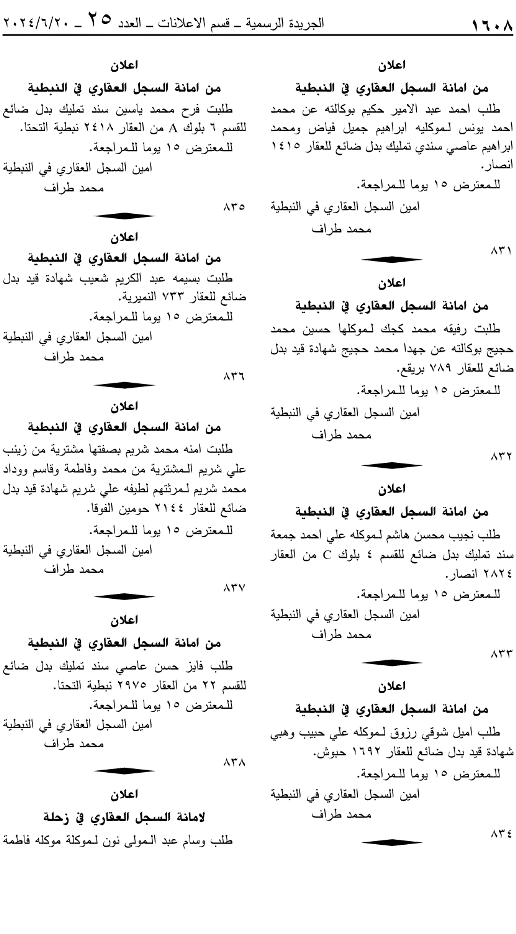 ١٦٠٨
الجريدة الرسمية – قسم الاعلانات – العدد ٢٥ – ٢٠٢٤/٦/٢٠
اعلان
من امانة السجل العقاري في النبطية
طلب احمد عبد الامير حكيم بوكالته عن محمد
احمد يونس لموكليه ابراهيم جميل فياض ومحمد
ابراهيم عاصي سندي تمليك بدل ضائع للعقار ١٤١٥
انصار.
للمعترض ١٥ يوما للمراجعة.
امين السجل العقاري في النبطية
محمد طراف
٨٣١
اعلان
من امانة السجل العقاري في النبطية
طلبت رفيقه محمد كجك لموكلها حسين محمد
حجيج بوكالته عن جهدا محمد حجيج شهادة قيد بدل
ضائع للعقار ٧٨٩ بريقع.
للمعترض ١٥ يوما للمراجعة.
امين السجل العقاري في النبطية
محمد طراف
٨٣٢
اعلان
من امانة السجل العقاري في النبطية
طلب نجيب محسن هاشم لموكله علي احمد جمعة
سند تمليك بدل ضائع للقسم ٤ بلوك C من العقار
٢٨٢٤ انصار.
للمعترض ١٥ يوما للمراجعة.
امين السجل العقاري في النبطية
محمد طراف
٨٣٣
اعلان
من امانة السجل العقاري في النبطية
طلب اميل شوقي رزوق لموكله علي حبيب وهبي
شهادة قيد بدل ضائع للعقار ١٦٩٢ حبوش.
للمعترض ١٥ يوما للمراجعة.
امين السجل العقاري في النبطية
محمد طراف
٨٣٤
اعلان
من امانة السجل العقاري في النبطية
طلبت فرح محمد ياسين سند تمليك بدل ضائع
للقسم ٦ بلوك A من العقار ٢٤١٨ نبطية التحتا.
للمعترض ١٥ يوما للمراجعة.
امين السجل العقاري في النبطية
محمد طراف
٨٣٥
اعلان
من امانة السجل العقاري في النبطية
طلبت بسيمه عبد الكريم شعيب شهادة قيد بدل
ضائع للعقار ٧٣٣ النميرية.
للمعترض ١٥ يوما للمراجعة.
امين السجل العقاري في النبطية
محمد طراف
٨٣٦
اعلان
من امانة السجل العقاري في النبطية
طلبت امنه محمد شريم بصفتها مشترية من زينب
علي شريم المشترية من محمد وفاطمة وقاسم ووداد
محمد شريم لمرثتهم لطيفه علي شريم شهادة قيد بدل
ضائع للعقار ٢١٤٤ حومين الفوقا.
للمعترض ١٥ يوما للمراجعة.
امين السجل العقاري في النبطية
محمد طراف
٨٣٧
اعلان
من امانة السجل العقاري في النبطية
طلب فايز حسن عاصي سند تمليك بدل ضائع
للقسم ٢٢ من العقار ٢٩٧٥ نبطية التحتا.
للمعترض ١٥ يوما للمراجعة.
امين السجل العقاري في النبطية
محمد طراف
٨٣٨
اعلان
لامانة السجل العقاري في زحلة
طلب وسام عبد المولى نون لموكلة موكله فاطمة